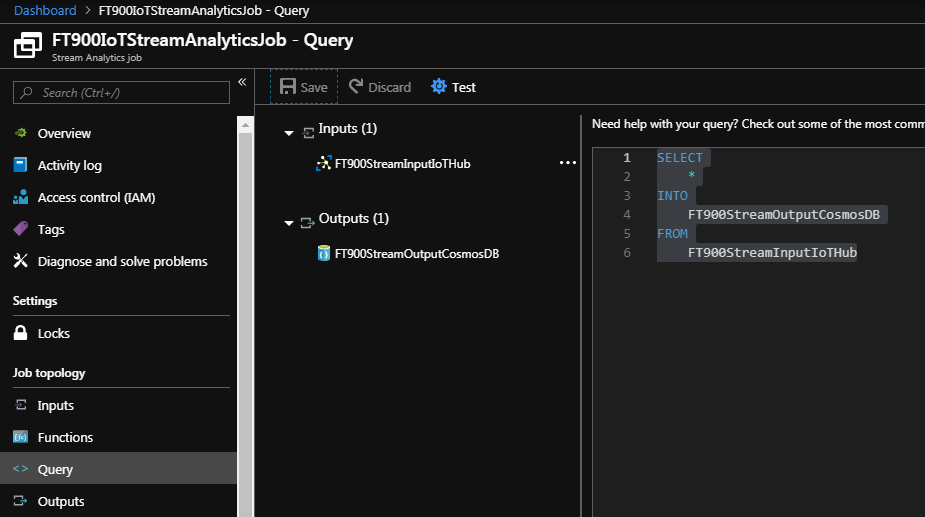 Dashboard > FT900IoTStreamAnalyticsJob - Query
FT900IoTStreamAnalyticsJob - Query
Stream Analytics job
Search (Ctrl+/)
«
Overview
Activity log
Access control (IAM)
Tags
Diagnose and solve problems
Settings
Locks
Job topology
Inputs
Functions
<> Query
Outputs
Save Discard Test
Inputs (1)
FT900StreamInputIoTHub ...
Outputs (1)
FT900StreamOutputCosmosDB
Need help with your query? Check out some of the most
1 SELECT
2 *
3 INTO
4 FT900StreamOutputCosmosDB
5 FROM
6 FT900StreamInputIoTHub